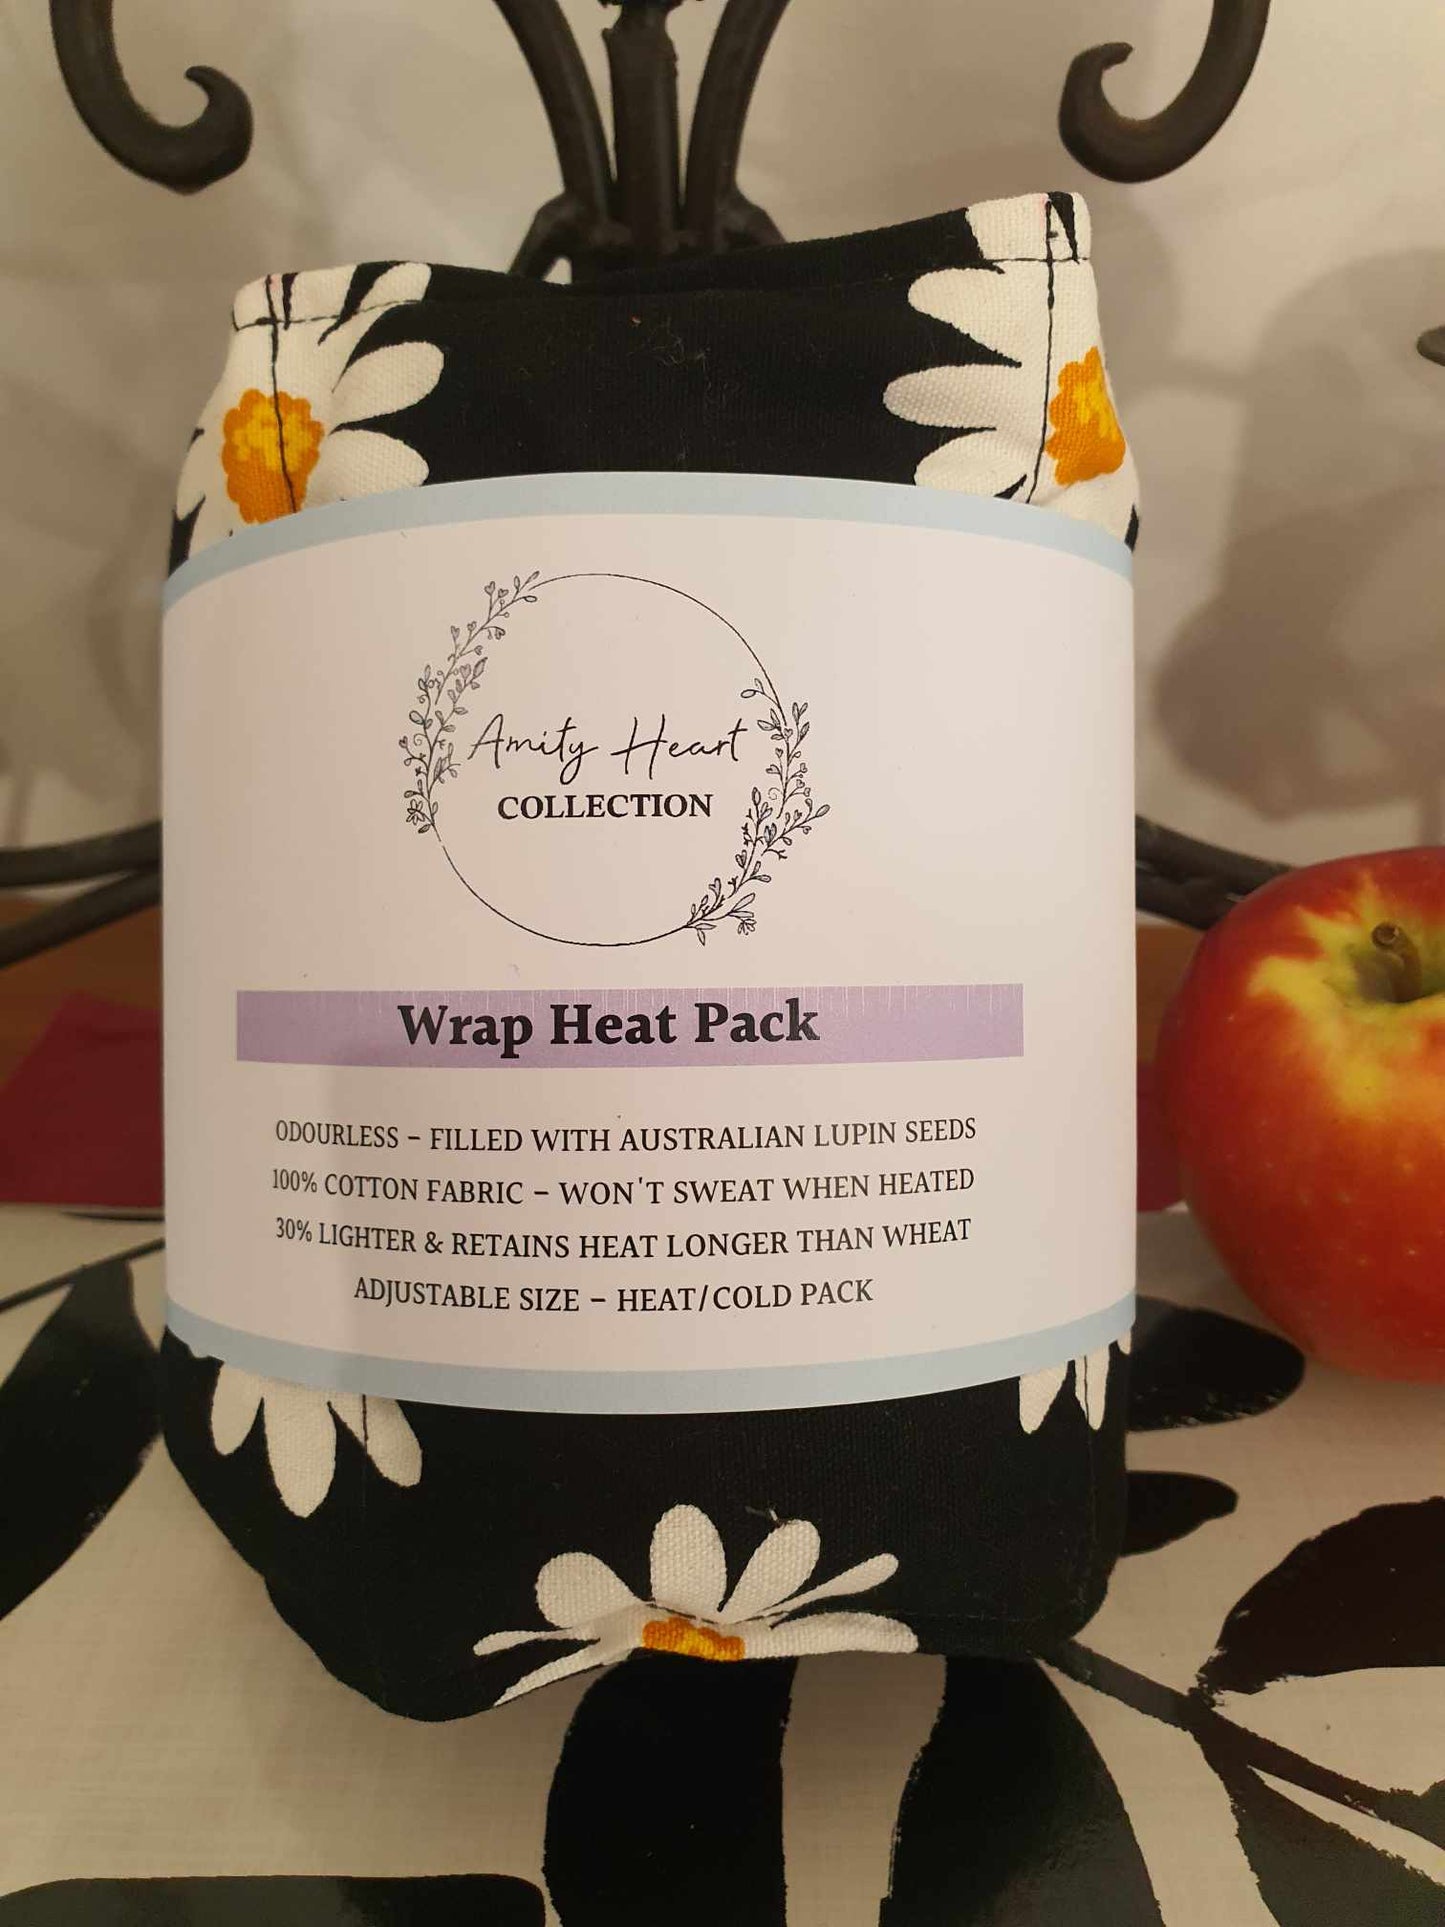 Amity Heart
COLLECTION
Wrap Heat Pack
ODOURLESS – FILLED WITH AUSTRALIAN LUPIN SEEDS
100% COTTON FABRIC – WON'T SWEAT WHEN HEATED
30% LIGHTER & RETAINS HEAT LONGER THAN WHEAT
ADJUSTABLE SIZE – HEAT/COLD PACK